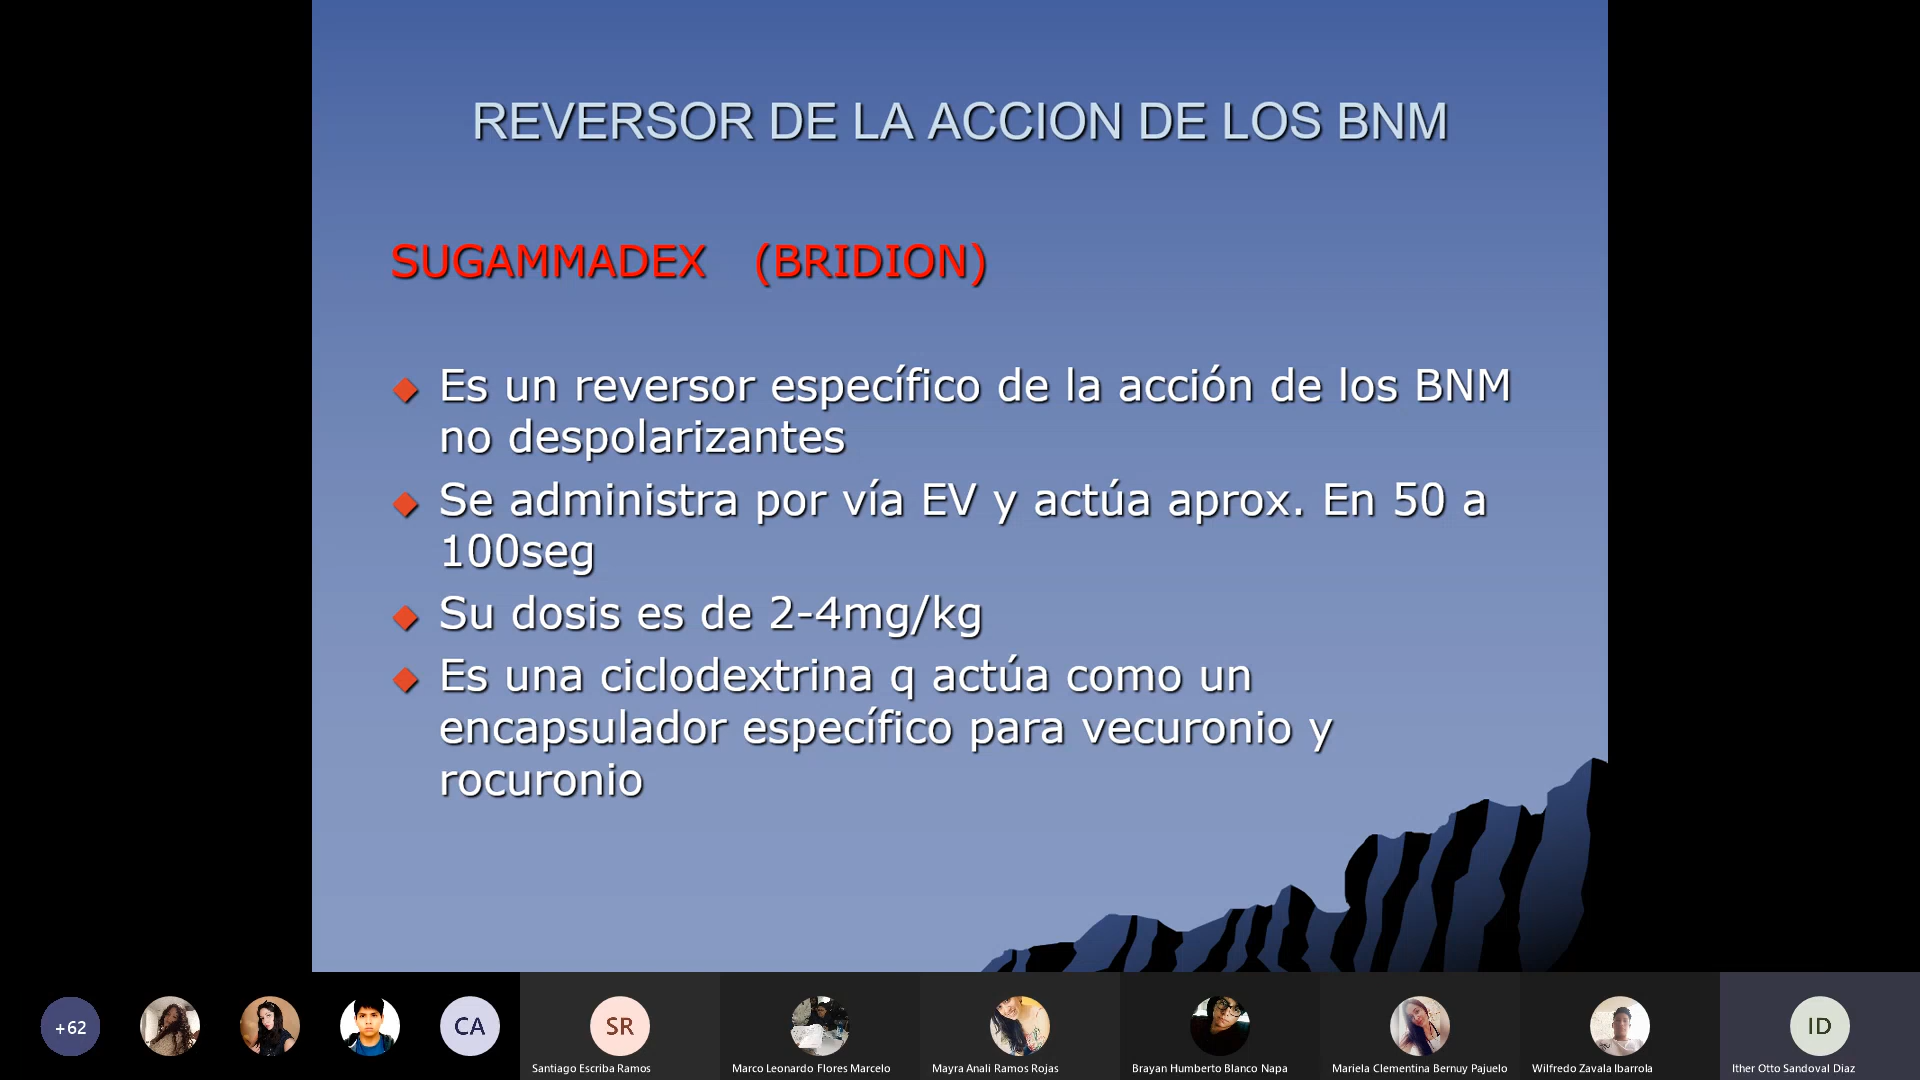 REVERSOR DE LA ACCION DE LOS BNM
SUGAMMADEX (BRIDION)
Es un reversor específico de la acción de los BNM
no despolarizantes
Se administra por vía EV y actúa aprox. En 50 a
100seg
Su dosis es de 2-4mg/kg
Es una ciclodextrina q actúa como un
encapsulador específico para vecuronio y
rocuronio
+62
CA
SR
ID
Santiago Escriba Ramos
Marco Leonardo Flores Marcelo
Mayra Anali Ramos Rojas
Brayan Humberto Blanco Napa
Mariela Clementina Bernuy Pajuelo
Wilfredo Zavala Ibarrola
Ither Otto Sandoval Diaz